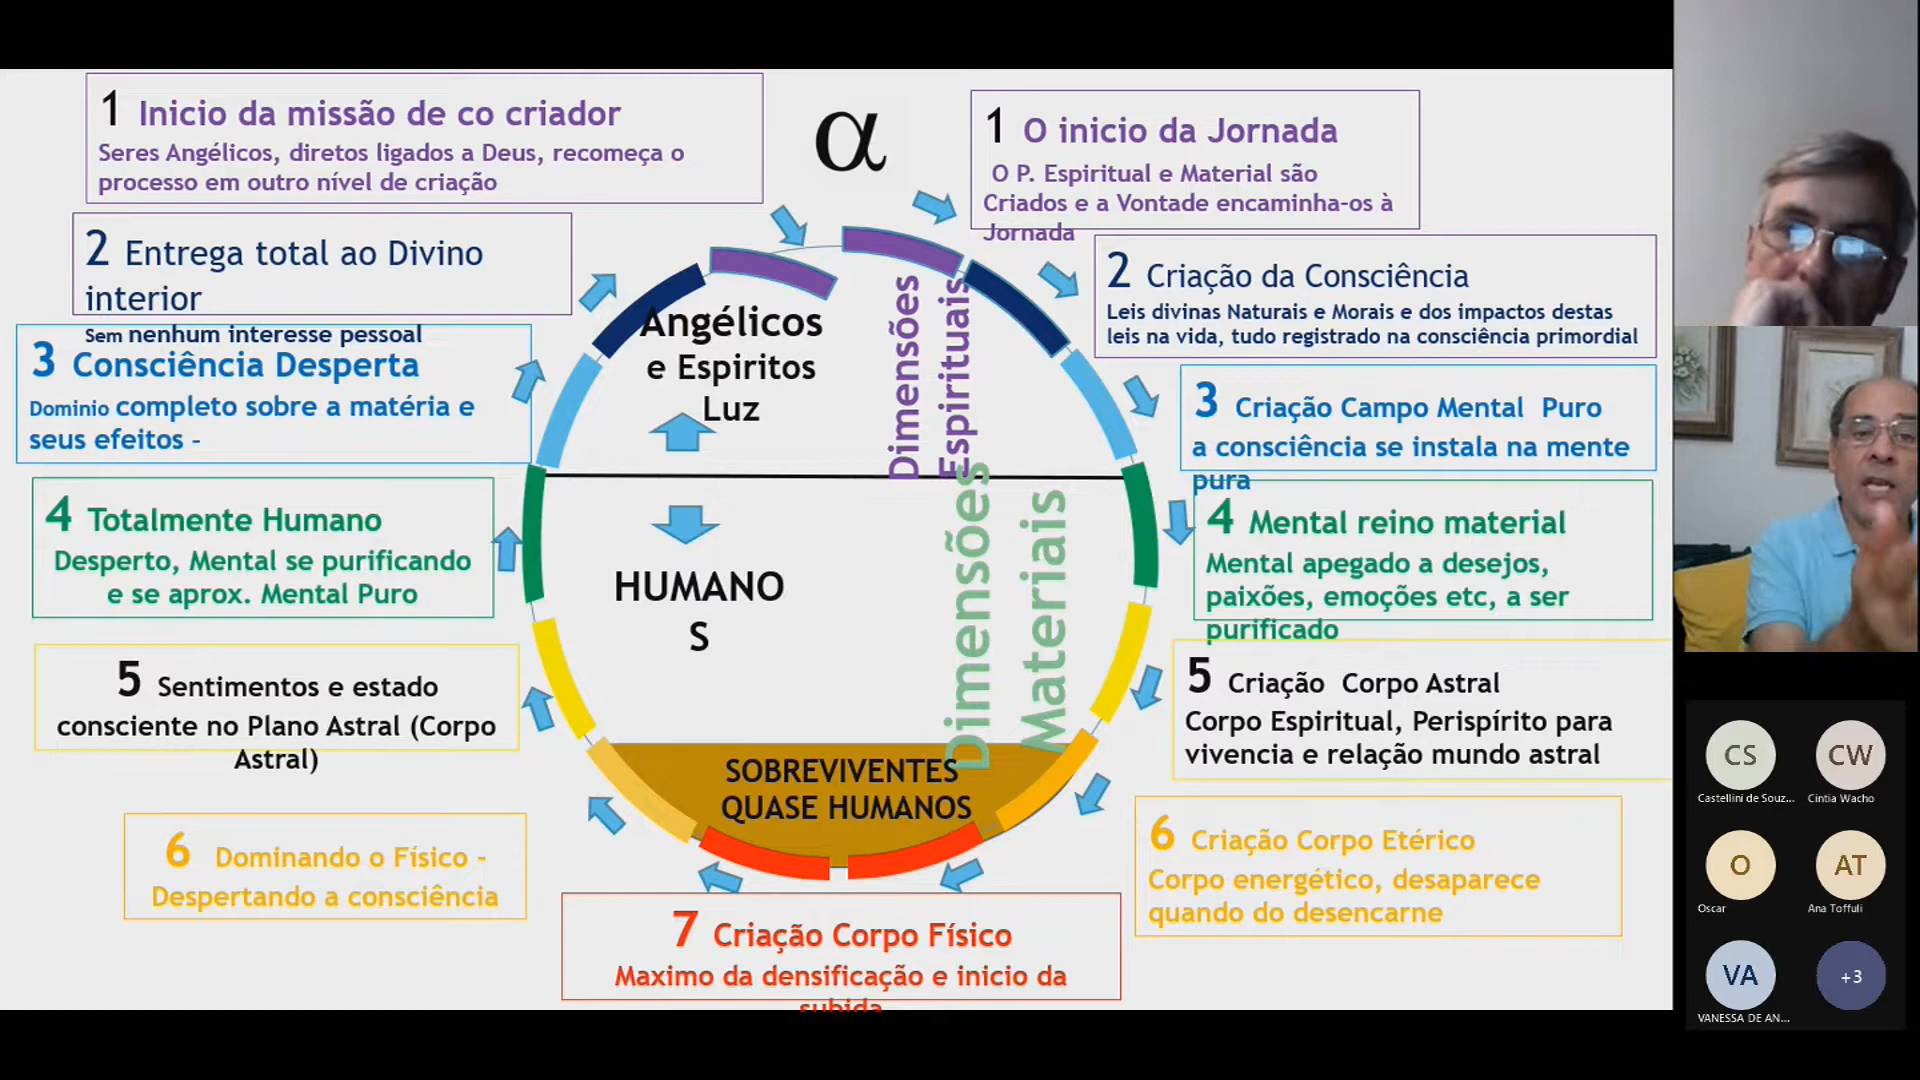 1 Inicio da missão de co criador
Seres Angélicos, diretos ligados a Deus, recomeça o
processo em outro nível de criação
α
1 O inicio da Jornada
O P. Espiritual e Material são
Criados e a Vontade encaminha-os à
Jornada
2 Entrega total ao Divino
interior
Sem nenhum interesse pessoal
2 Criação da Consciência
Leis divinas Naturais e Morais e dos impactos destas
leis na vida, tudo registrado na consciência primordial
3 Consciência Desperta
Dominio completo sobre a matéria e
seus efeitos -
Angélicos
e Espiritos
Luz
Dimensões
Espirituais
3 Criação Campo Mental Puro
a consciência se instala na mente
pura
4 Totalmente Humano
Desperto, Mental se purificando
e se aprox. Mental Puro
HUMANO
S
Dimensões
Materiais
4 Mental reino material
Mental apegado a desejos,
paixões, emoções etc, a ser
purificado
5 Sentimentos e estado
consciente no Plano Astral (Corpo
Astral)
5 Criação Corpo Astral
Corpo Espiritual, Perispírito para
vivencia e relação mundo astral
SOBREVIVENTES
QUASE HUMANOS
6 Dominando o Físico -
Despertando a consciência
6 Criação Corpo Etérico
Corpo energético, desaparece
quando do desencarne
7 Criação Corpo Físico
Maximo da densificação e inicio da
subida
CS
Castellini de Souz...
CW
Cintia Wacho
O
Oscar
AT
Ana Toffuli
VA
VANESSA DE AN...
+3